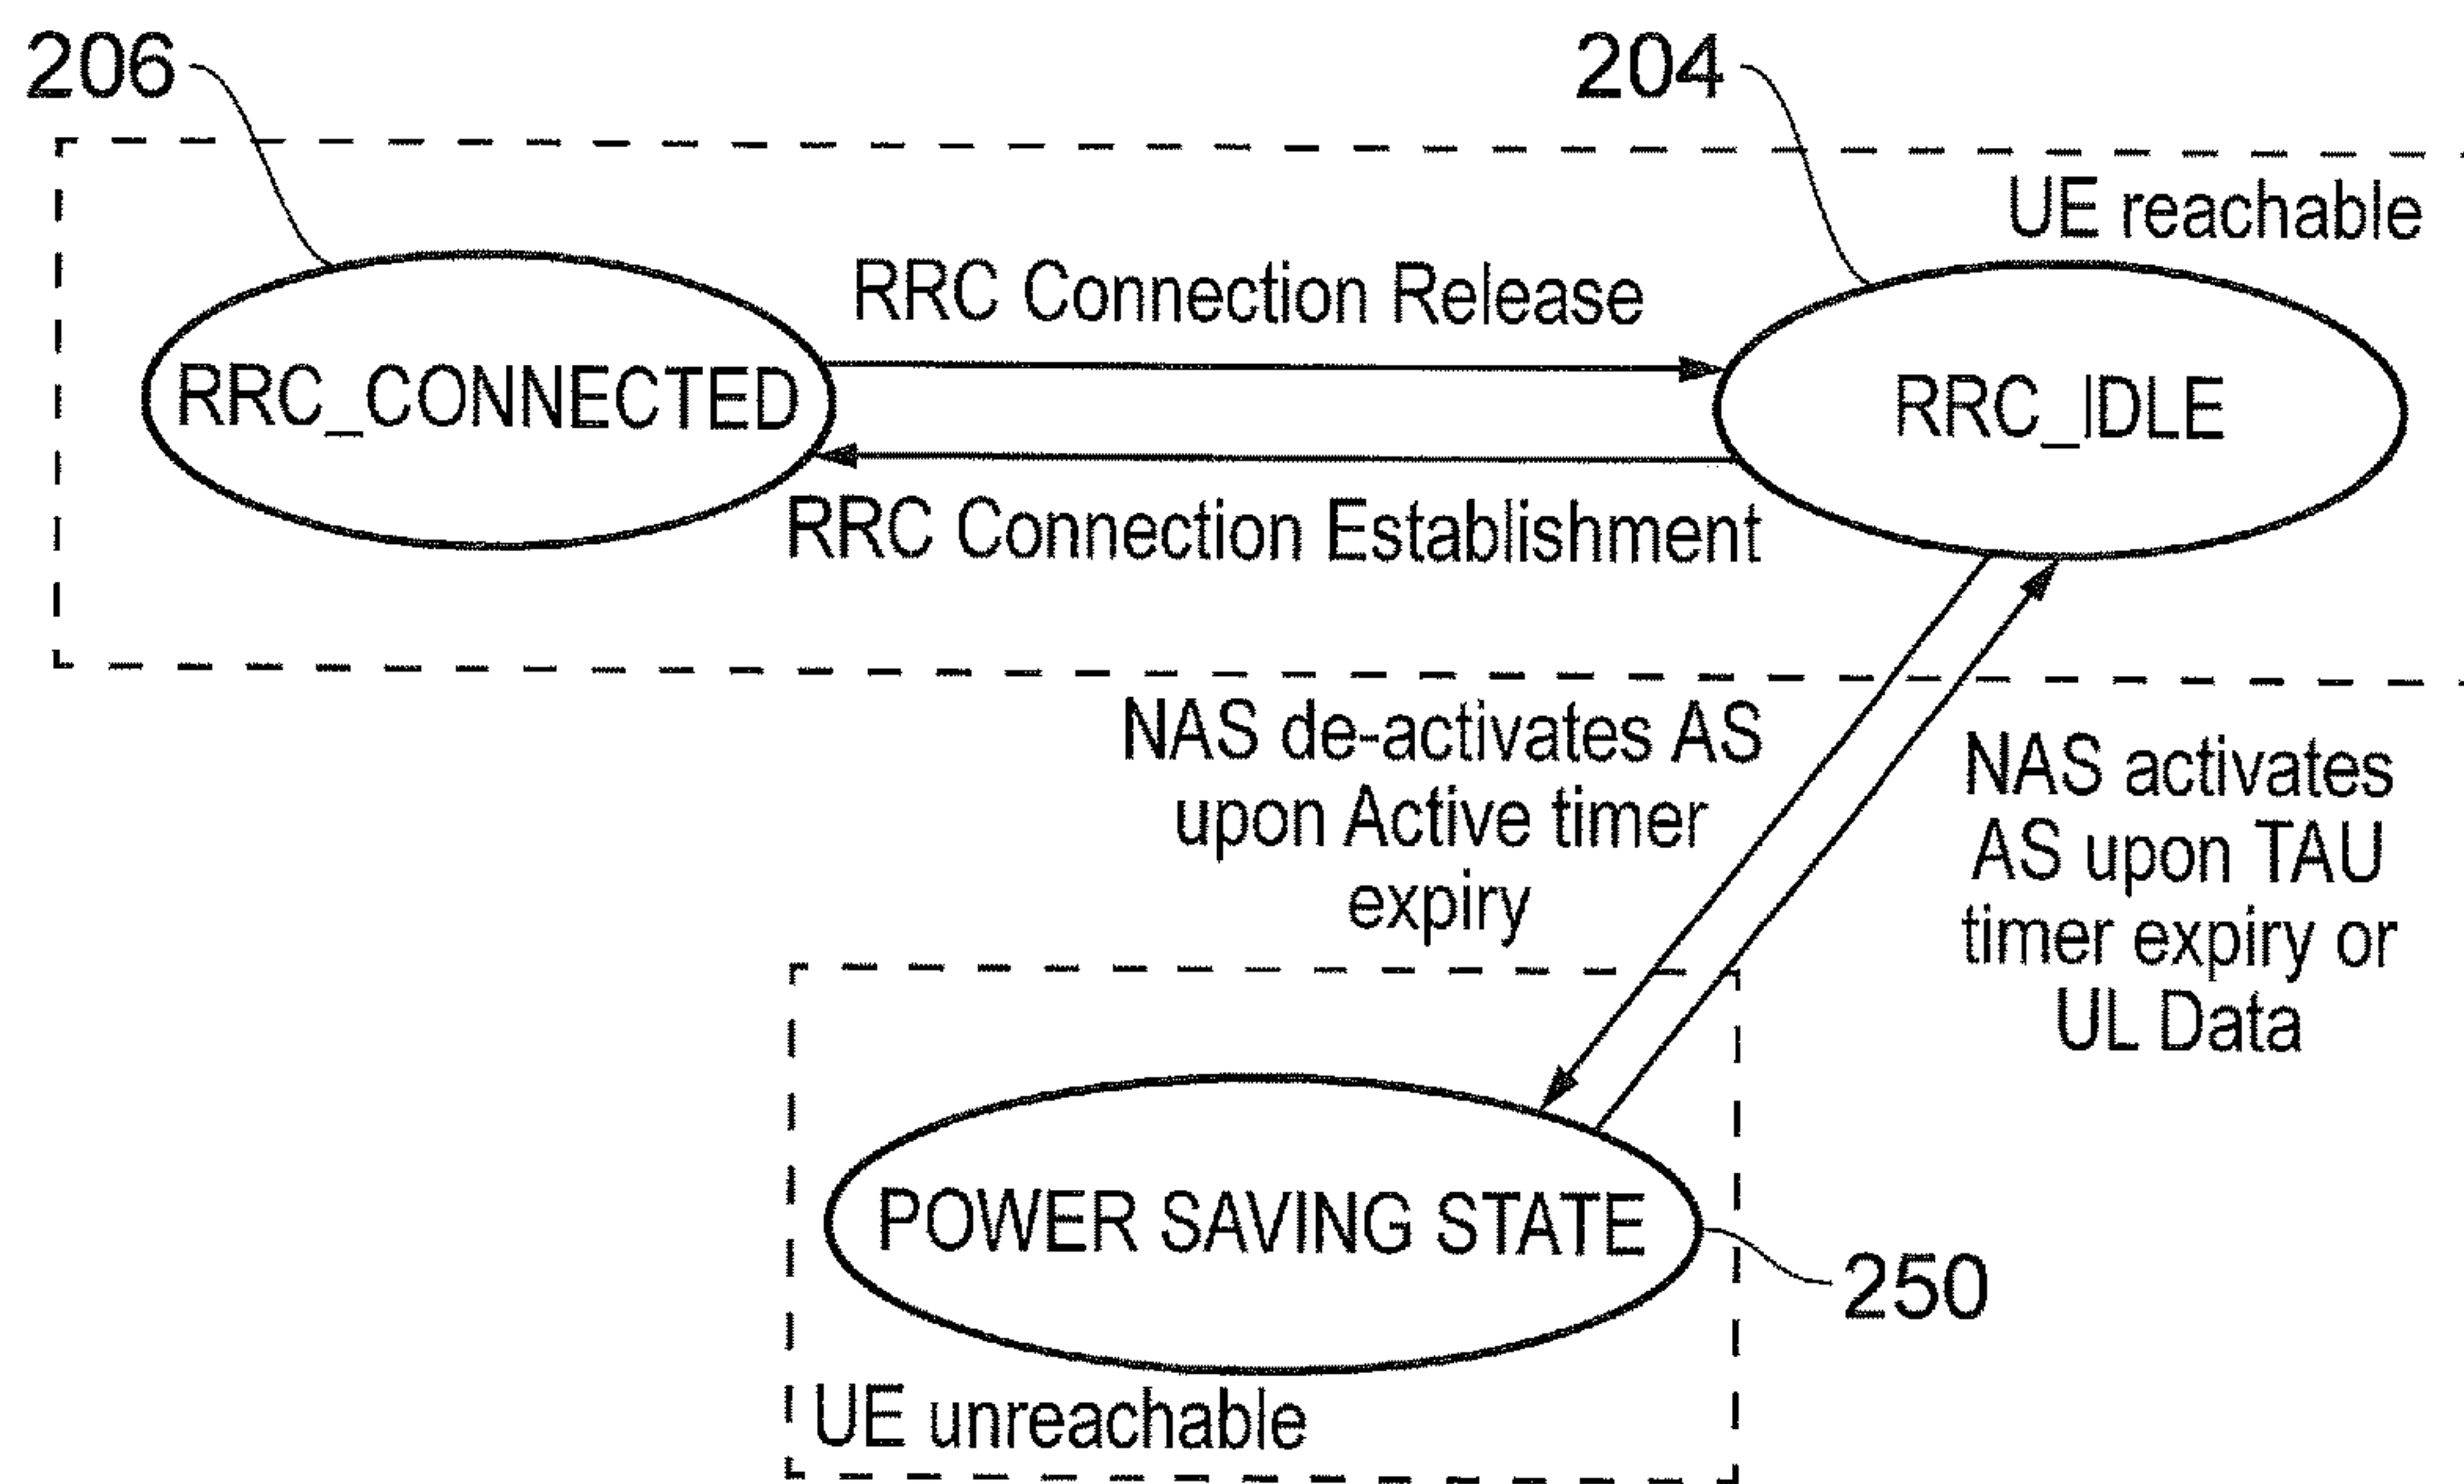 206
204
UE reachable
RRC Connection Release
RRC_CONNECTED
RRC_IDLE
RRC Connection Establishment
NAS de-activates AS
upon Active timer
expiry
NAS activates
AS upon TAU
timer expiry or
UL Data
POWER SAVING STATE
250
UE unreachable